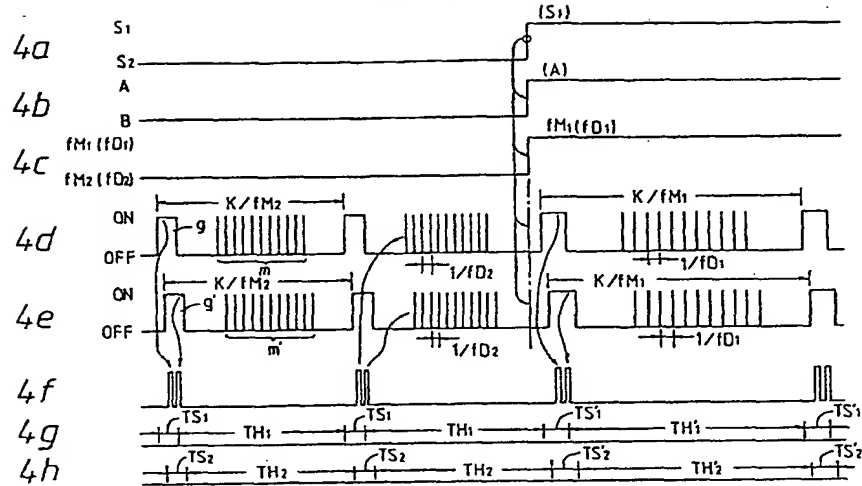 (S1)
4a S1
S2
(A)
4b A
B
fM1(fD1)
4c fM1(fD1)
fM2(fD2)
K/fM2 K/fM1
4d ON g
OFF m 1/fD2 1/fD1
K/fM2 K/fM1
4e ON g'
OFF m' 1/fD2 1/fD1
4f
4g TS1 TH1 TS1 TH1 TS'1 TH'1 TS'1
4h TS2 TH2 TS2 TH2 TS'2 TH'2 TS'2